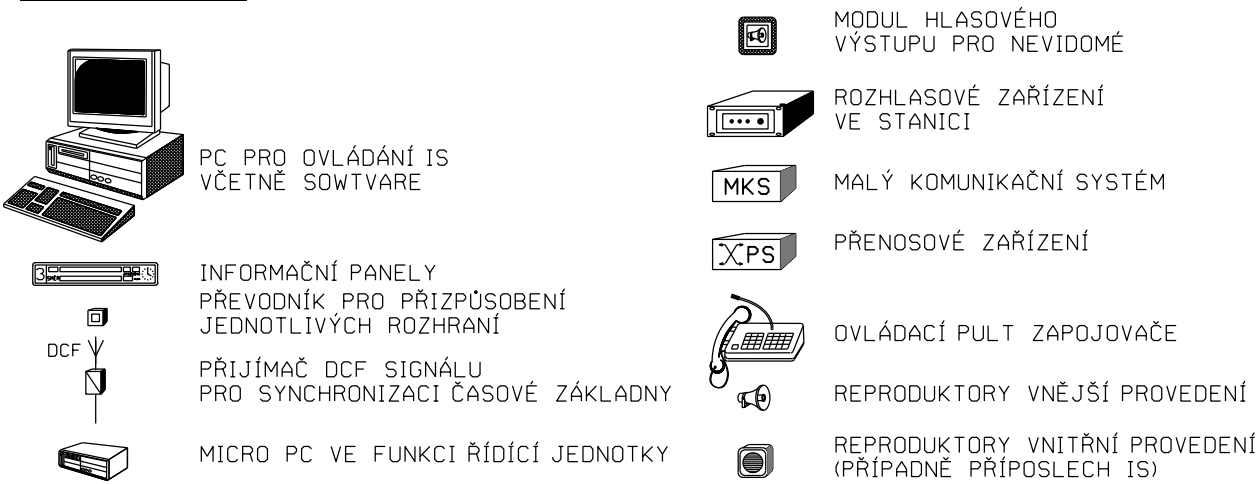 PC PRO OVLÁDÁNÍ IS
VČETNĚ SOWTVARE
INFORMAČNÍ PANELY
PŘEVODNÍK PRO PŘIZPŮSOBENÍ
JEDNOTLIVÝCH ROZHRANÍ
DCF
PŘIJÍMAČ DCF SIGNÁLU
PRO SYNCHRONIZACI ČASOVÉ ZÁKLADNY
MICRO PC VE FUNKCI ŘÍDÍCÍ JEDNOTKY
MODUL HLASOVÉHO
VÝSTUPU PRO NEVIDOMÉ
ROZHLASOVÉ ZAŘÍZENÍ
VE STANICI
MKS
MALÝ KOMUNIKAČNÍ SYSTÉM
PS
PŘENOSOVÉ ZAŘÍZENÍ
OVLÁDACÍ PULT ZAPOJOVAČE
REPRODUKTORY VNĚJŠÍ PROVEDENÍ
REPRODUKTORY VNITŘNÍ PROVEDENÍ
(PŘÍPADNĚ PŘÍPOSLECH IS)